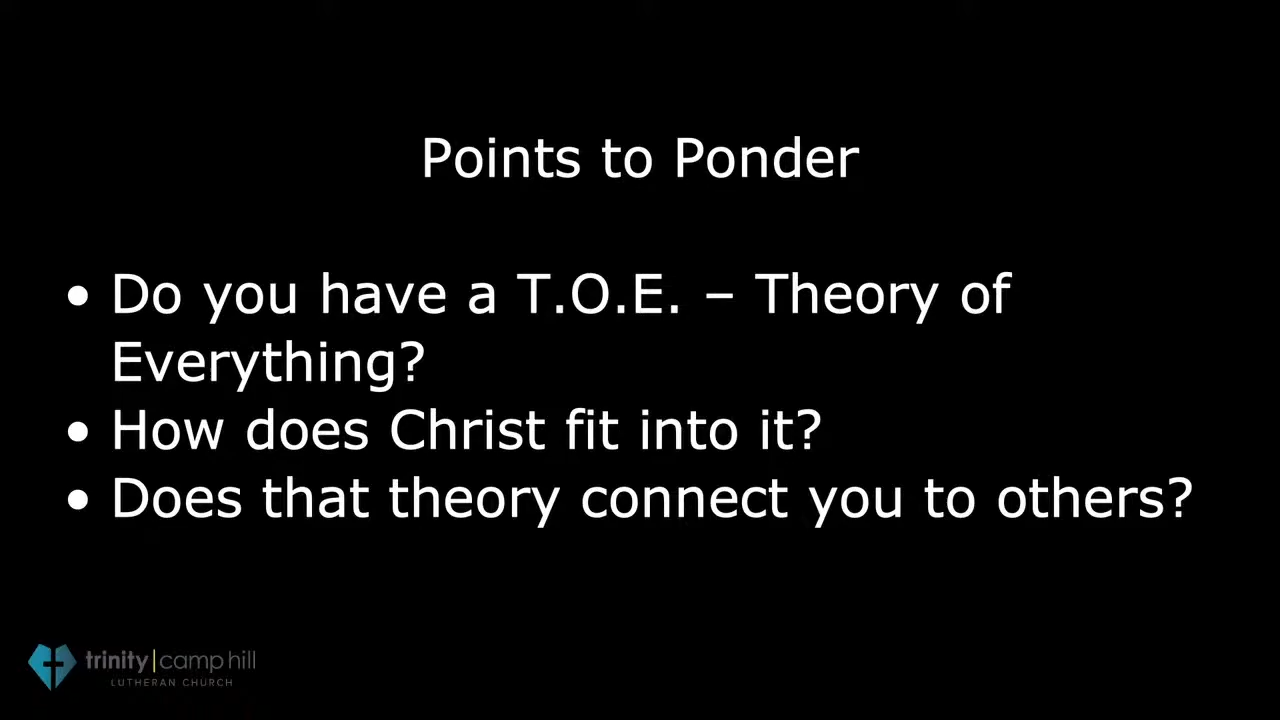 Points to Ponder
• Do you have a T.O.E. – Theory of
Everything?
• How does Christ fit into it?
• Does that theory connect you to others?
trinity|camp hill
LUTHERAN CHURCH